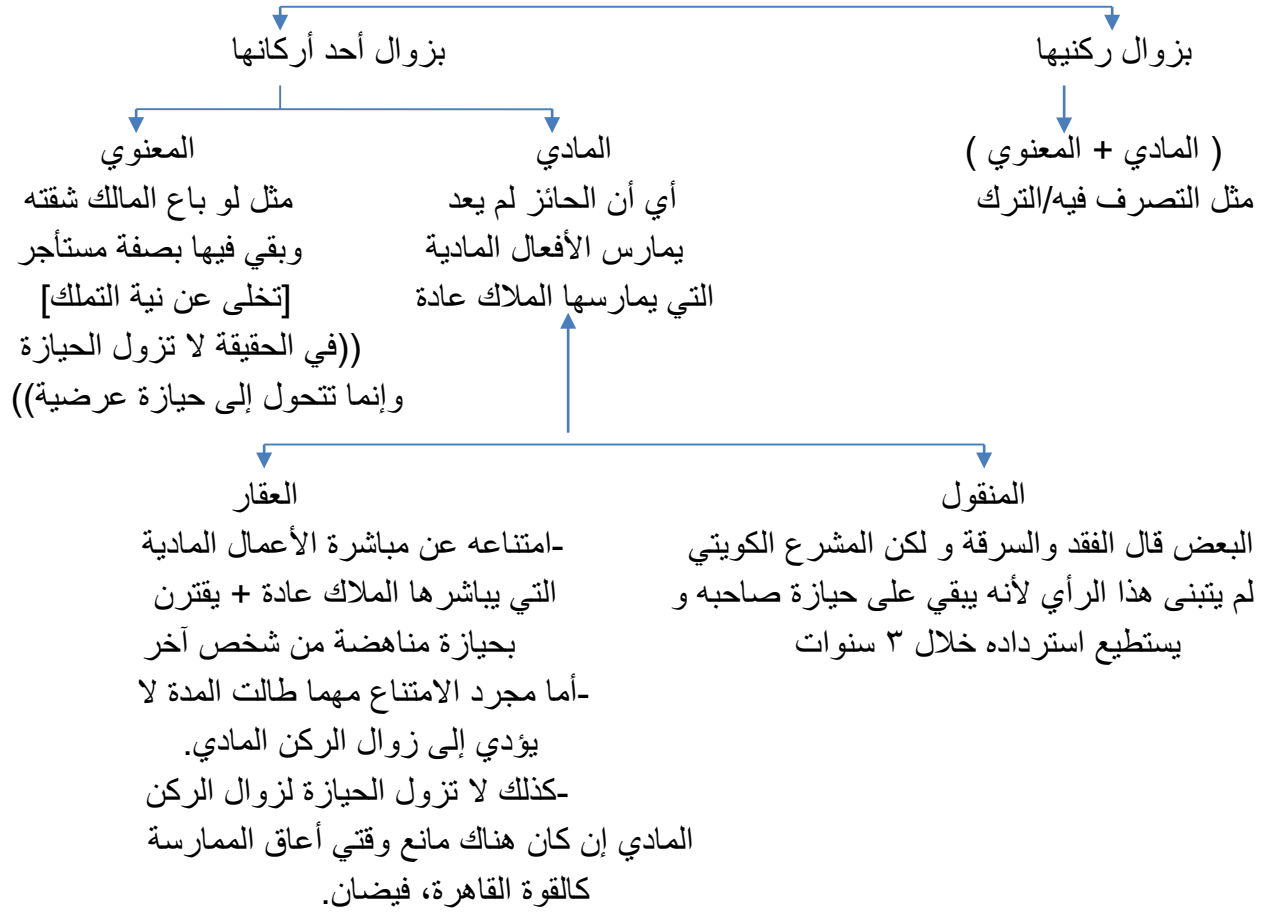 بزوال ركنيها
بزوال أحد أركانها
( المادي + المعنوي )
مثل التصرف فيه/الترك
المادي
أي أن الحائز لم يعد
يمارس الأفعال المادية
التي يمارسها الملاك عادة
المعنوي
مثل لو باع المالك شقته
وبقي فيها بصفة مستأجر
[تخلى عن نية التملك]
((في الحقيقة لا تزول الحيازة
وإنما تتحول إلى حيازة عرضية))
المنقول
البعض قال الفقد والسرقة و لكن المشرع الكويتي
لم يتبنى هذا الرأي لأنه يبقي على حيازة صاحبه و
يستطيع استرداده خلال ٣ سنوات
العقار
-امتناعه عن مباشرة الأعمال المادية
التي يباشرها الملاك عادة + يقترن
بحيازة مناهضة من شخص آخر
-أما مجرد الامتناع مهما طالت المدة لا
يؤدي إلى زوال الركن المادي.
-كذلك لا تزول الحيازة لزوال الركن
المادي إن كان هناك مانع وقتي أعاق الممارسة
كالقوة القاهرة، فيضان.